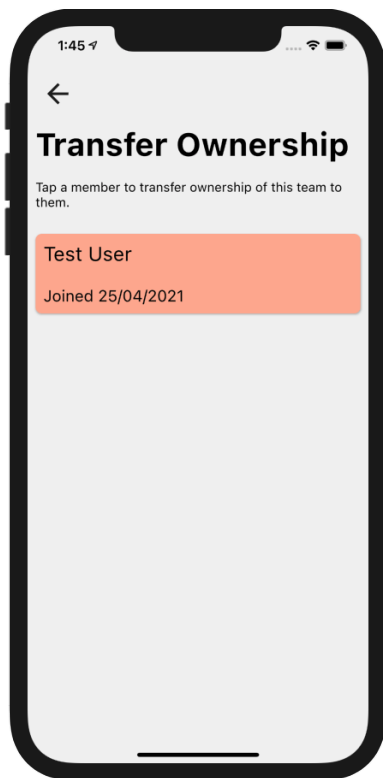 1:45
Transfer Ownership
Tap a member to transfer ownership of this team to
them.
Test User
Joined 25/04/2021